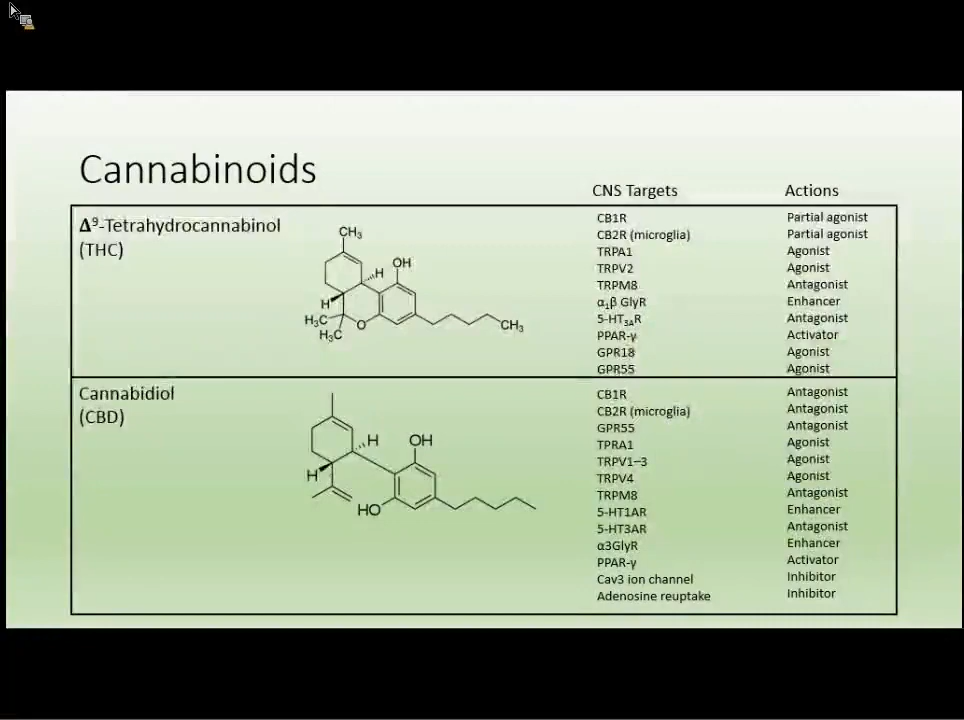 Cannabinoids
CNS Targets Actions
Δ⁹-Tetrahydrocannabinol
(THC)
CH₃
OH
H
H
H₃C
H₃C
O
CH₃
CB1R Partial agonist
CB2R (microglia) Partial agonist
TRPA1 Agonist
TRPV2 Agonist
TRPM8 Antagonist
α₁β GlyR Enhancer
5-HT₃ₐR Antagonist
PPAR-γ Activator
GPR18 Agonist
GPR55 Agonist
Cannabidiol
(CBD)
H
OH
H
HO
CB1R Antagonist
CB2R (microglia) Antagonist
GPR55 Antagonist
TPRA1 Agonist
TRPV1–3 Agonist
TRPV4 Agonist
TRPM8 Antagonist
5-HT1AR Enhancer
5-HT3AR Antagonist
α3GlyR Enhancer
PPAR-γ Activator
Cav3 ion channel Inhibitor
Adenosine reuptake Inhibitor